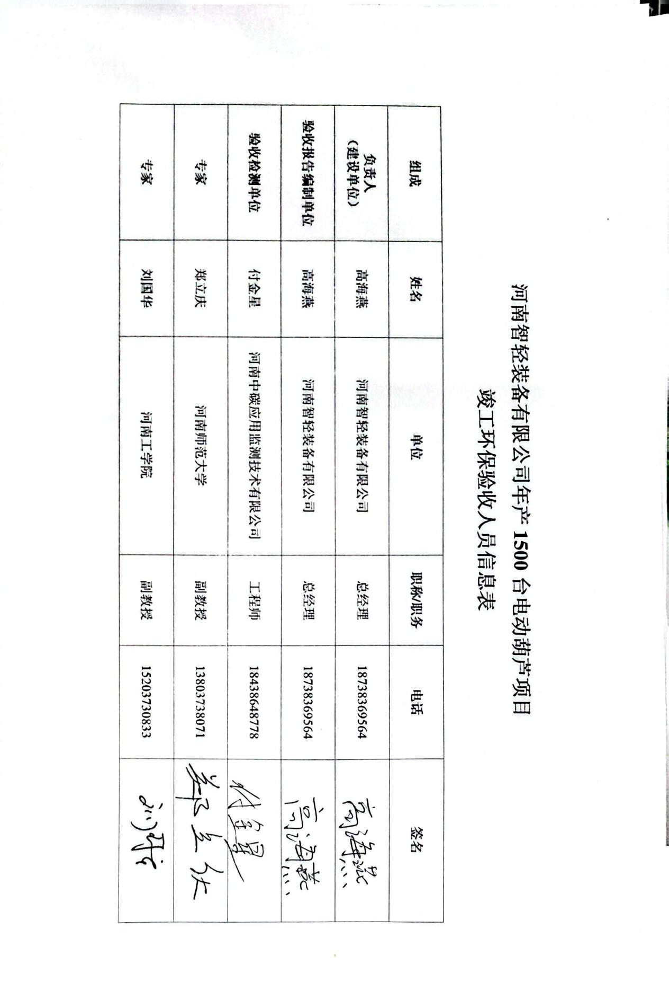 河南智轻装备有限公司年产 1500 台电动葫芦项目
竣工环保验收人员信息表
组成 姓名 单位 职称/职务 电话 签名
负责人
（建设单位） 高海燕 河南智轻装备有限公司 总经理 18738369564 高海燕
验收报告编制单位 高海燕 河南智轻装备有限公司 总经理 18738369564 高海燕
验收检测单位 付金星 河南中碳应用监测技术有限公司 工程师 18438648778 付金星
专家 郑立庆 河南师范大学 副教授 13803738071 郑立庆
专家 刘国华 河南工学院 副教授 15203730833 刘国华